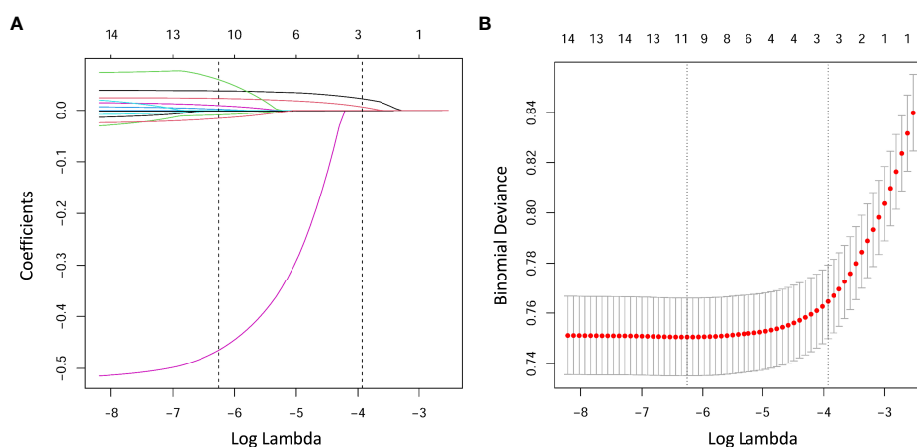 A
14 13 10 6 3 1
Coefficients
0.0
-0.1
-0.2
-0.3
-0.4
-0.5
-8 -7 -6 -5 -4 -3
Log Lambda
B
14 13 14 13 11 9 8 6 4 4 3 3 2 1 1
Binomial Deviance
0.84
0.82
0.80
0.78
0.76
0.74
-8 -7 -6 -5 -4 -3
Log Lambda